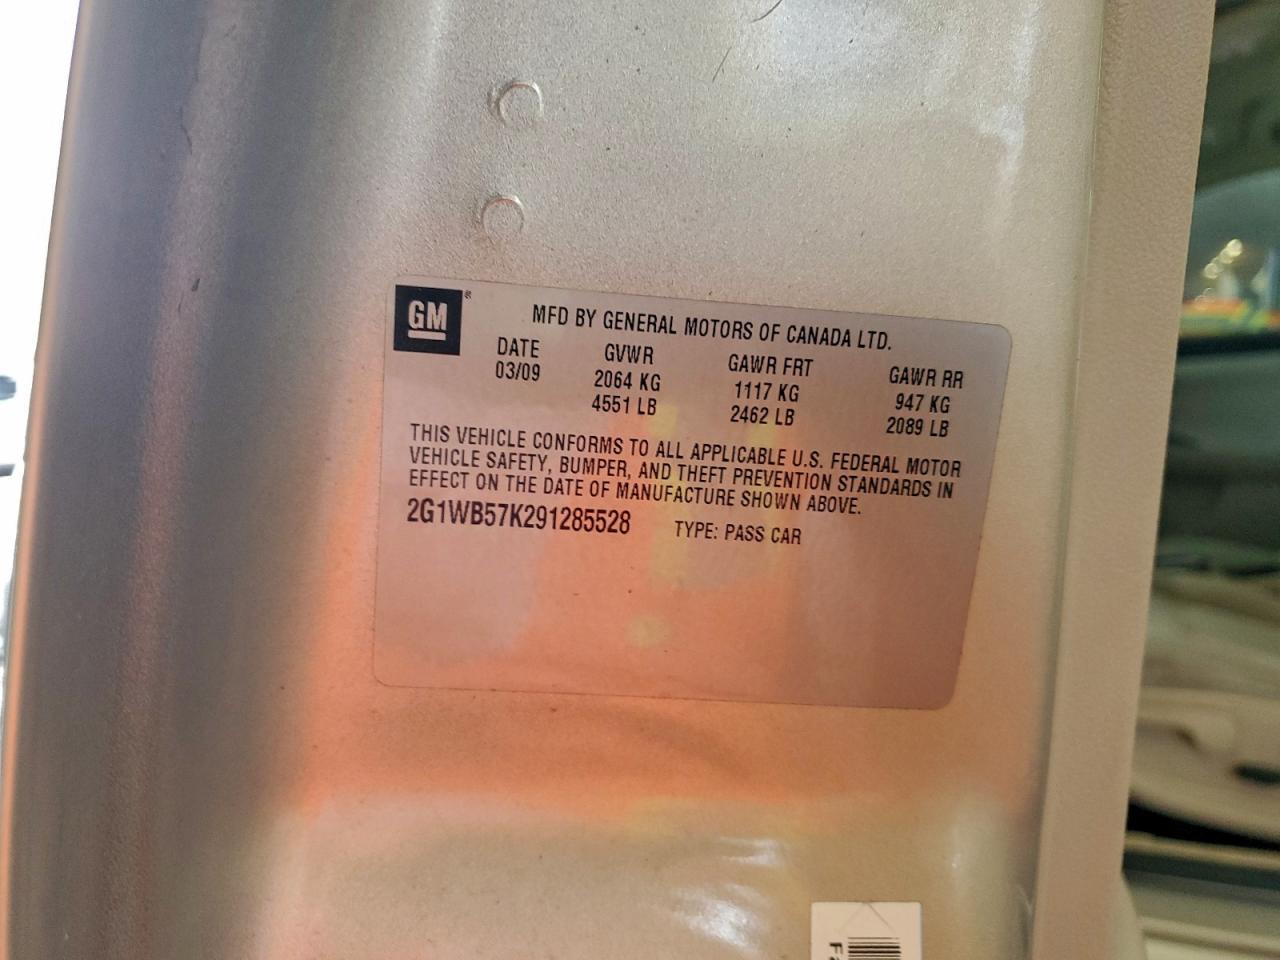 GM®
MFD BY GENERAL MOTORS OF CANADA LTD.
DATE GVWR GAWR FRT GAWR RR
03/09 2064 KG 1117 KG 947 KG
4551 LB 2462 LB 2089 LB
THIS VEHICLE CONFORMS TO ALL APPLICABLE U.S. FEDERAL MOTOR
VEHICLE SAFETY, BUMPER, AND THEFT PREVENTION STANDARDS IN
EFFECT ON THE DATE OF MANUFACTURE SHOWN ABOVE.
2G1WB57K291285528 TYPE: PASS CAR